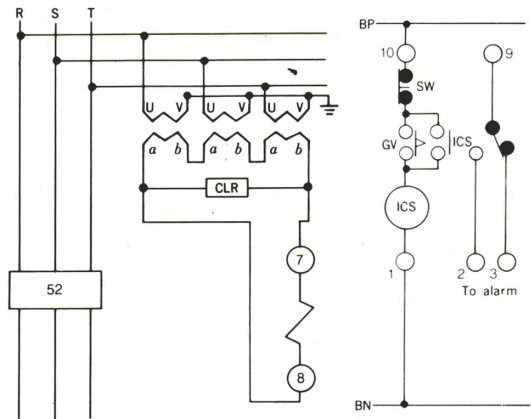 R S T
BP
10 9
SW
U V U V U V
GV ICS
a b a b a b
CLR
ICS
7
1 2 3
52
To alarm
8
BN